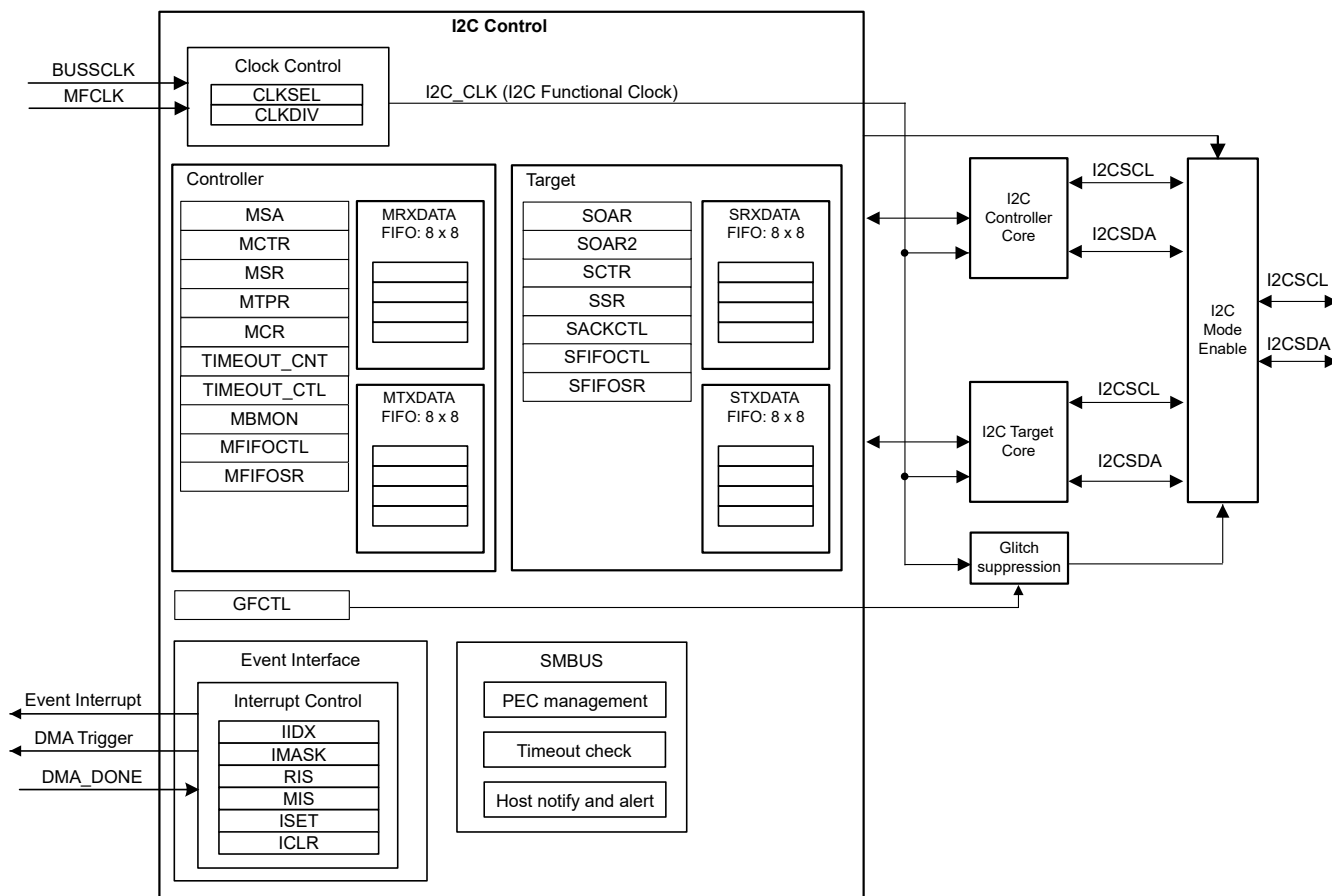 I2C Control
BUSSCLK
MFCLK
Clock Control
CLKSEL
CLKDIV
I2C_CLK (I2C Functional Clock)
Controller
MSA
MCTR
MSR
MTPR
MCR
TIMEOUT_CNT
TIMEOUT_CTL
MBMON
MFIFOCTL
MFIFOSR
MRXDATA
FIFO: 8 x 8
MTXDATA
FIFO: 8 x 8
Target
SOAR
SOAR2
SCTR
SSR
SACKCTL
SFIFOCTL
SFIFOSR
SRXDATA
FIFO: 8 x 8
STXDATA
FIFO: 8 x 8
I2C
Controller
Core
I2CSCL
I2CSDA
I2C Target
Core
I2CSCL
I2CSDA
I2C
Mode
Enable
I2CSCL
I2CSDA
Glitch
suppression
GFCTL
Event Interface
Interrupt Control
IIDX
IMASK
RIS
MIS
ISET
ICLR
Event Interrupt
DMA Trigger
DMA_DONE
SMBUS
PEC management
Timeout check
Host notify and alert